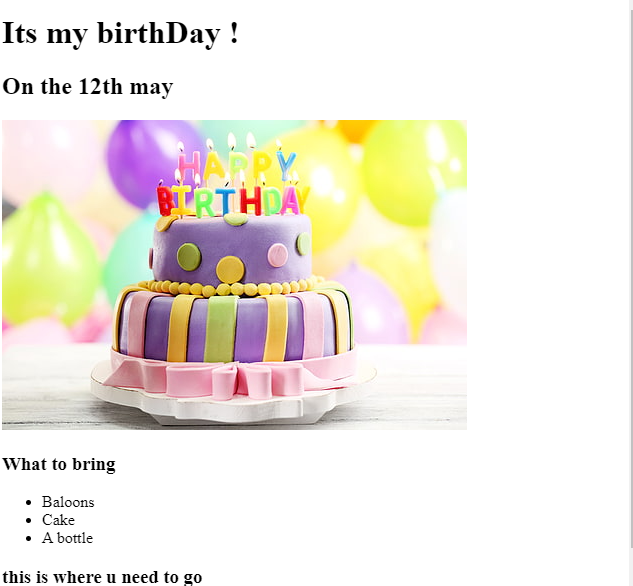 Its my birthDay !
On the 12th may
HAPPY
BIRTHDAY
What to bring
Baloons
Cake
A bottle
this is where u need to go